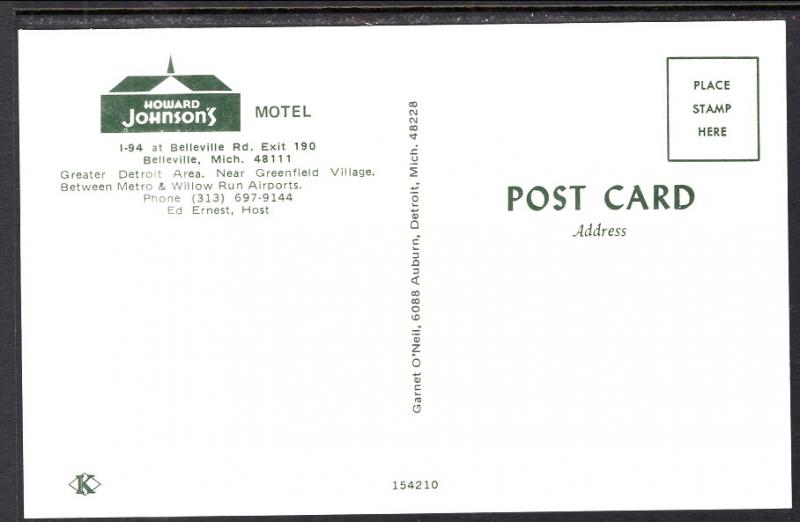 HOWARD
JOHNSON'S
MOTEL
I-94 at Belleville Rd, Exit 190
Belleville, Mich. 48111
Greater Detroit Area. Near Greenfield Village.
Between Metro & Willow Run Airports.
Phone (313) 697-9144
Ed Ernest, Host
Garnet O'Neil, 6088 Auburn, Detroit, Mich. 48228
PLACE
STAMP
HERE
POST CARD
Address
K
154210